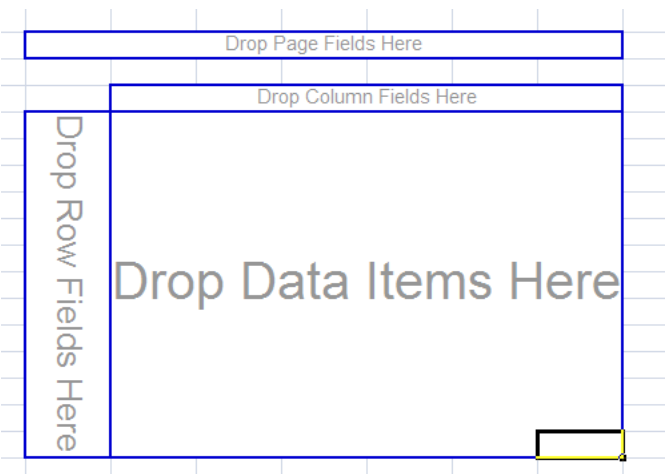 Drop Page Fields Here
Drop Column Fields Here
Drop Row Fields Here
Drop Data Items Here